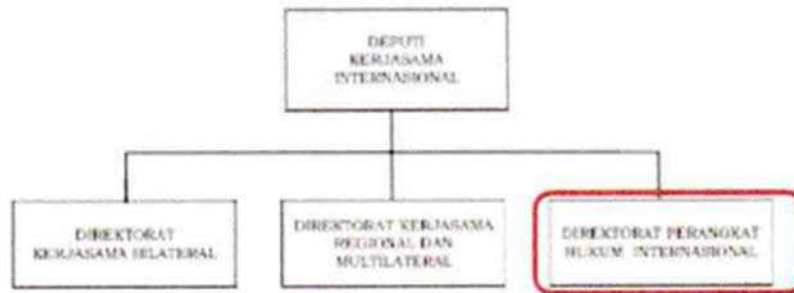 DEPUTI
KERJASAMA
INTERNASIONAL
DIREKTORAT
KERJASAMA BILATERAL
DIREKTORAT KERJASAMA
REGIONAL DAN
MULTILATERAL
DIREKTORAT PERANGKAT
HUKUM INTERNASIONAL